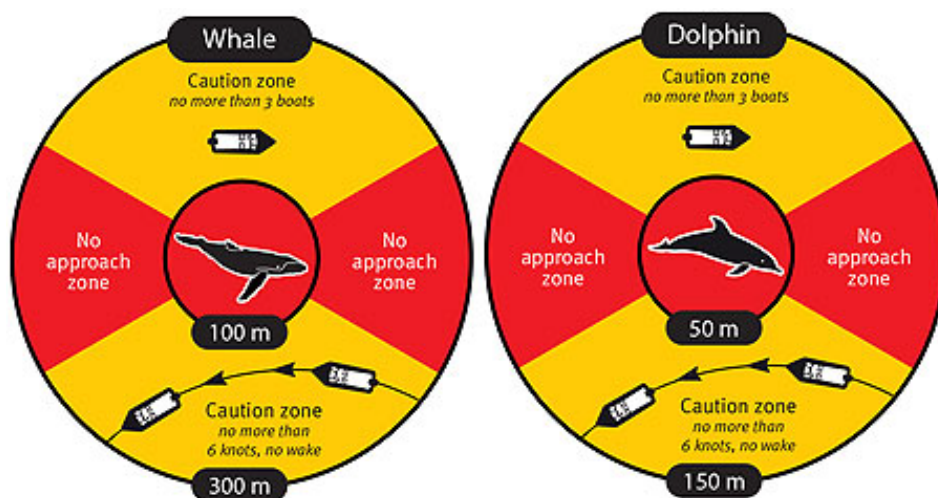 Whale
Caution zone
no more than 3 boats
No
approach
zone
No
approach
zone
100 m
Caution zone
no more than
6 knots, no wake
300 m
Dolphin
Caution zone
no more than 3 boats
No
approach
zone
No
approach
zone
50 m
Caution zone
no more than
6 knots, no wake
150 m